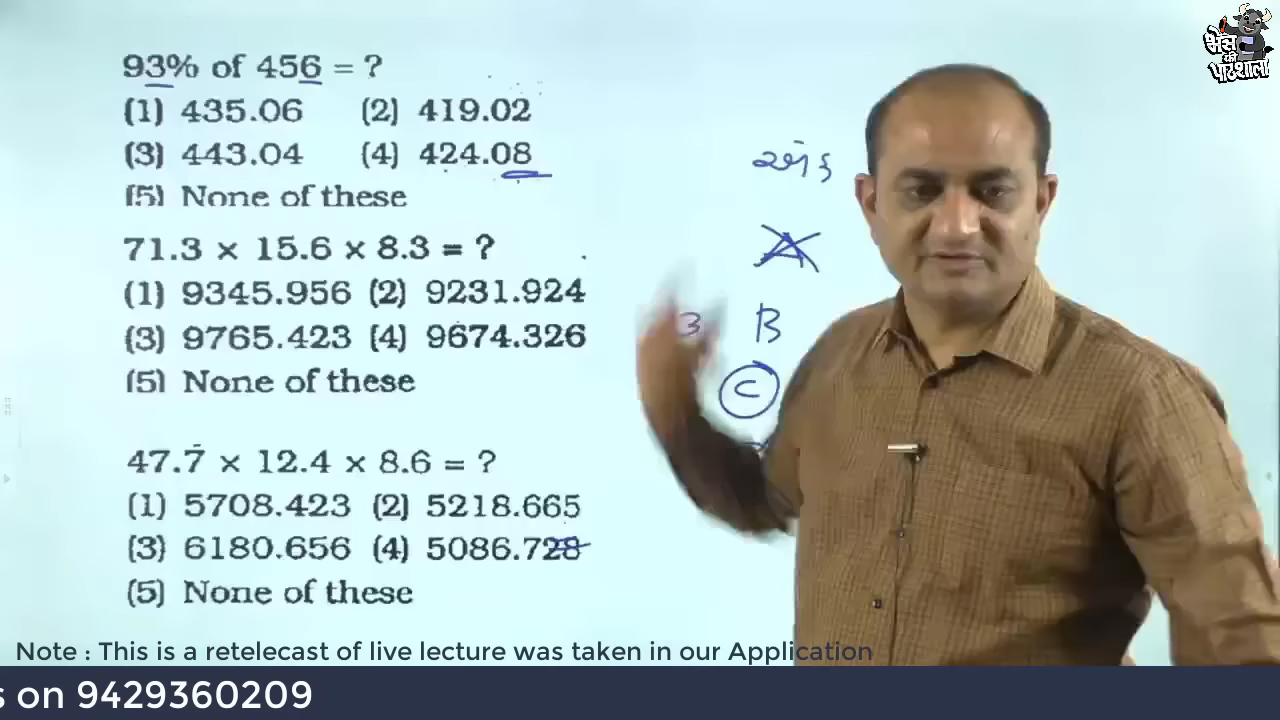 93% of 456 = ?
(1) 435.06 (2) 419.02
(3) 443.04 (4) 424.08
(5) None of these
71.3 × 15.6 × 8.3 = ?
(1) 9345.956 (2) 9231.924
(3) 9765.423 (4) 9674.326
(5) None of these
47.7 × 12.4 × 8.6 = ?
(1) 5708.423 (2) 5218.665
(3) 6180.656 (4) 5086.728
(5) None of these
A
3 B
C
भैंस
की
पाठशाला
Note : This is a retelecast of live lecture was taken in our Application
s on 9429360209